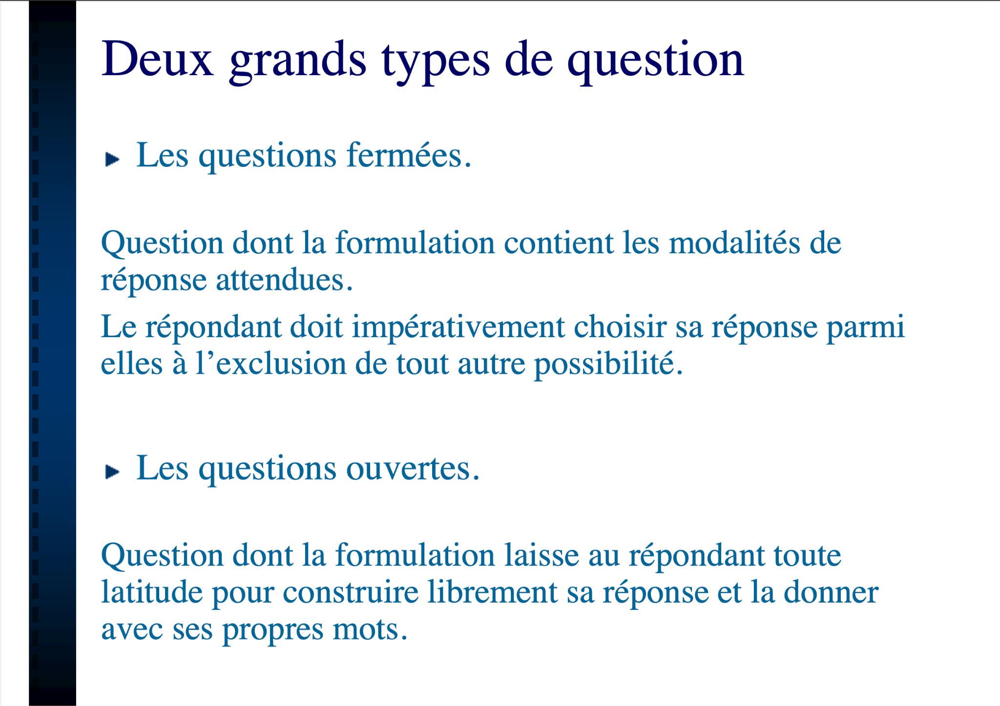 Deux grands types de question
Les questions fermées.
Question dont la formulation contient les modalités de
réponse attendues.
Le répondant doit impérativement choisir sa réponse parmi
elles à l’exclusion de tout autre possibilité.
Les questions ouvertes.
Question dont la formulation laisse au répondant toute
latitude pour construire librement sa réponse et la donner
avec ses propres mots.